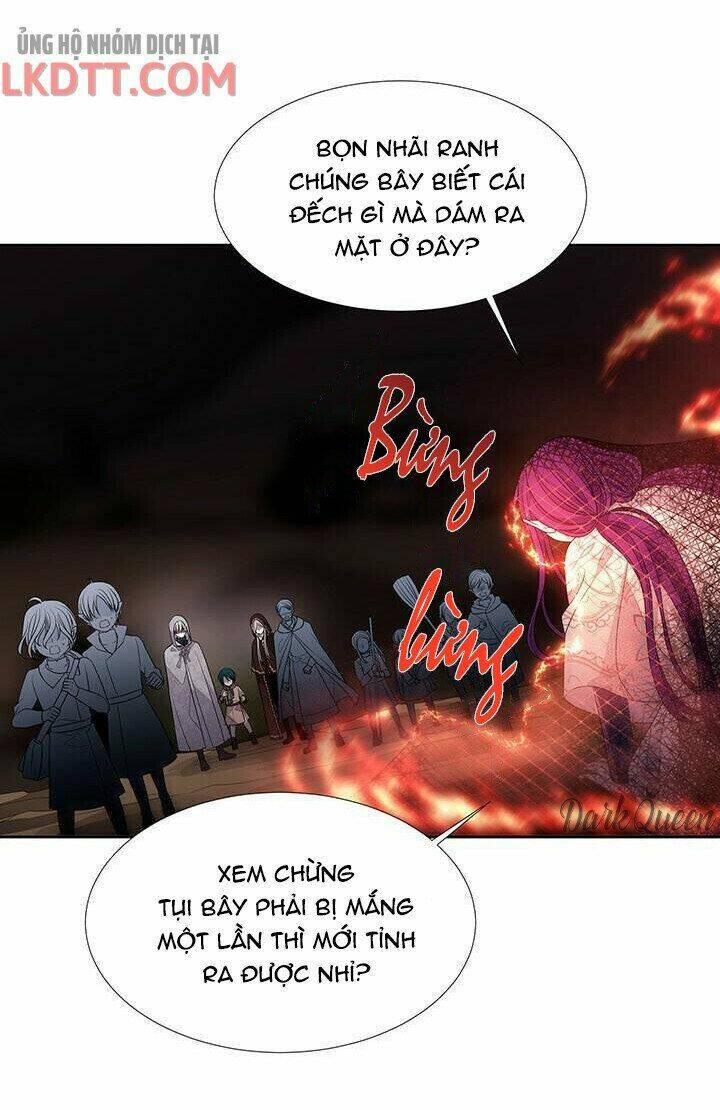 ỦNG HỘ NHÓM DỊCH TẠI
LKDTT.COM
BỌN NHÃI RANH
CHÚNG BÂY BIẾT CÁI
ĐẾCH GÌ MÀ DÁM RA
MẶT Ở ĐÂY?
Bừng
bừng
DarkQueen
XEM CHỪNG
TỤI BÂY PHẢI BỊ MẮNG
MỘT LẦN THÌ MỚI TỈNH
RA ĐƯỢC NHỈ?